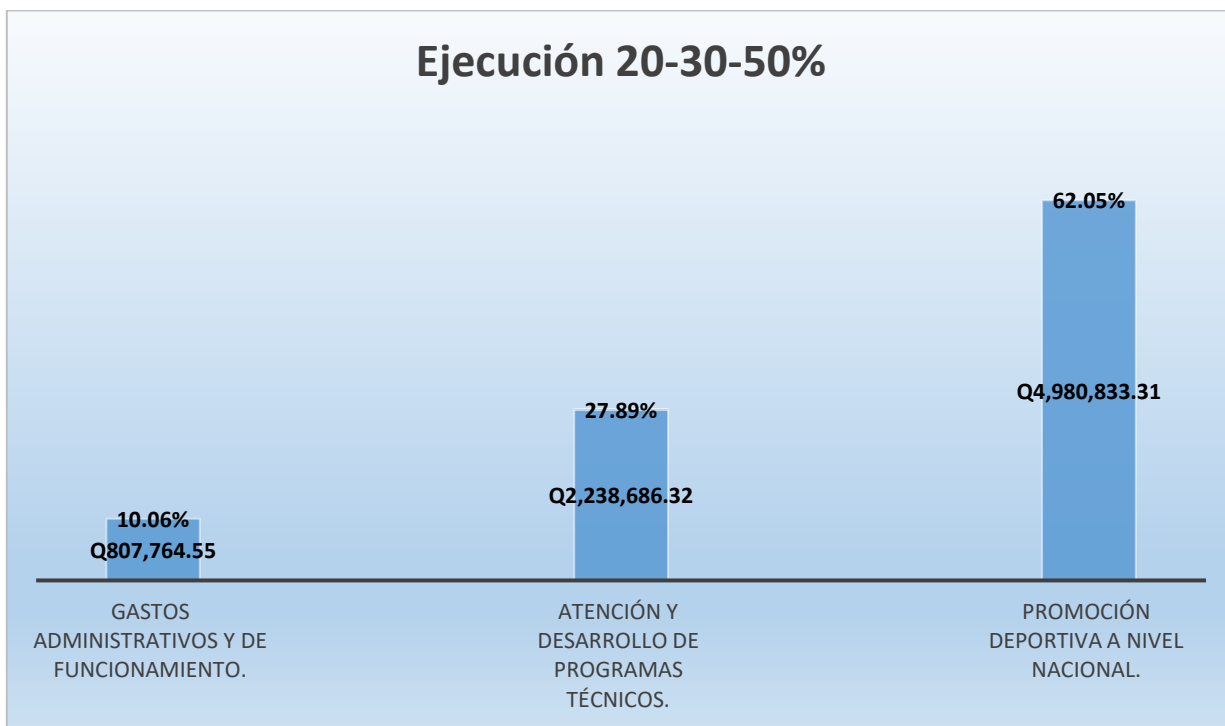 Ejecución 20-30-50%
62.05%
Q4,980,833.31
27.89%
Q2,238,686.32
10.06%
Q807,764.55
GASTOS
ADMINISTRATIVOS Y DE
FUNCIONAMIENTO.
ATENCIÓN Y
DESARROLLO DE
PROGRAMAS
TÉCNICOS.
PROMOCIÓN
DEPORTIVA A NIVEL
NACIONAL.